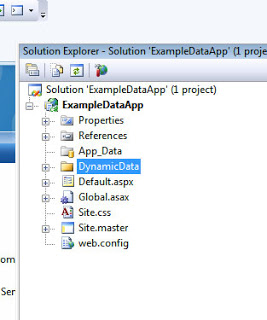 Solution Explorer - Solution 'ExampleDataApp' (1 project)
Solution 'ExampleDataApp' (1 project)
ExampleDataApp
Properties
References
App_Data
DynamicData
Default.aspx
Global.asax
Site.css
Site.master
web.config
om
Ser